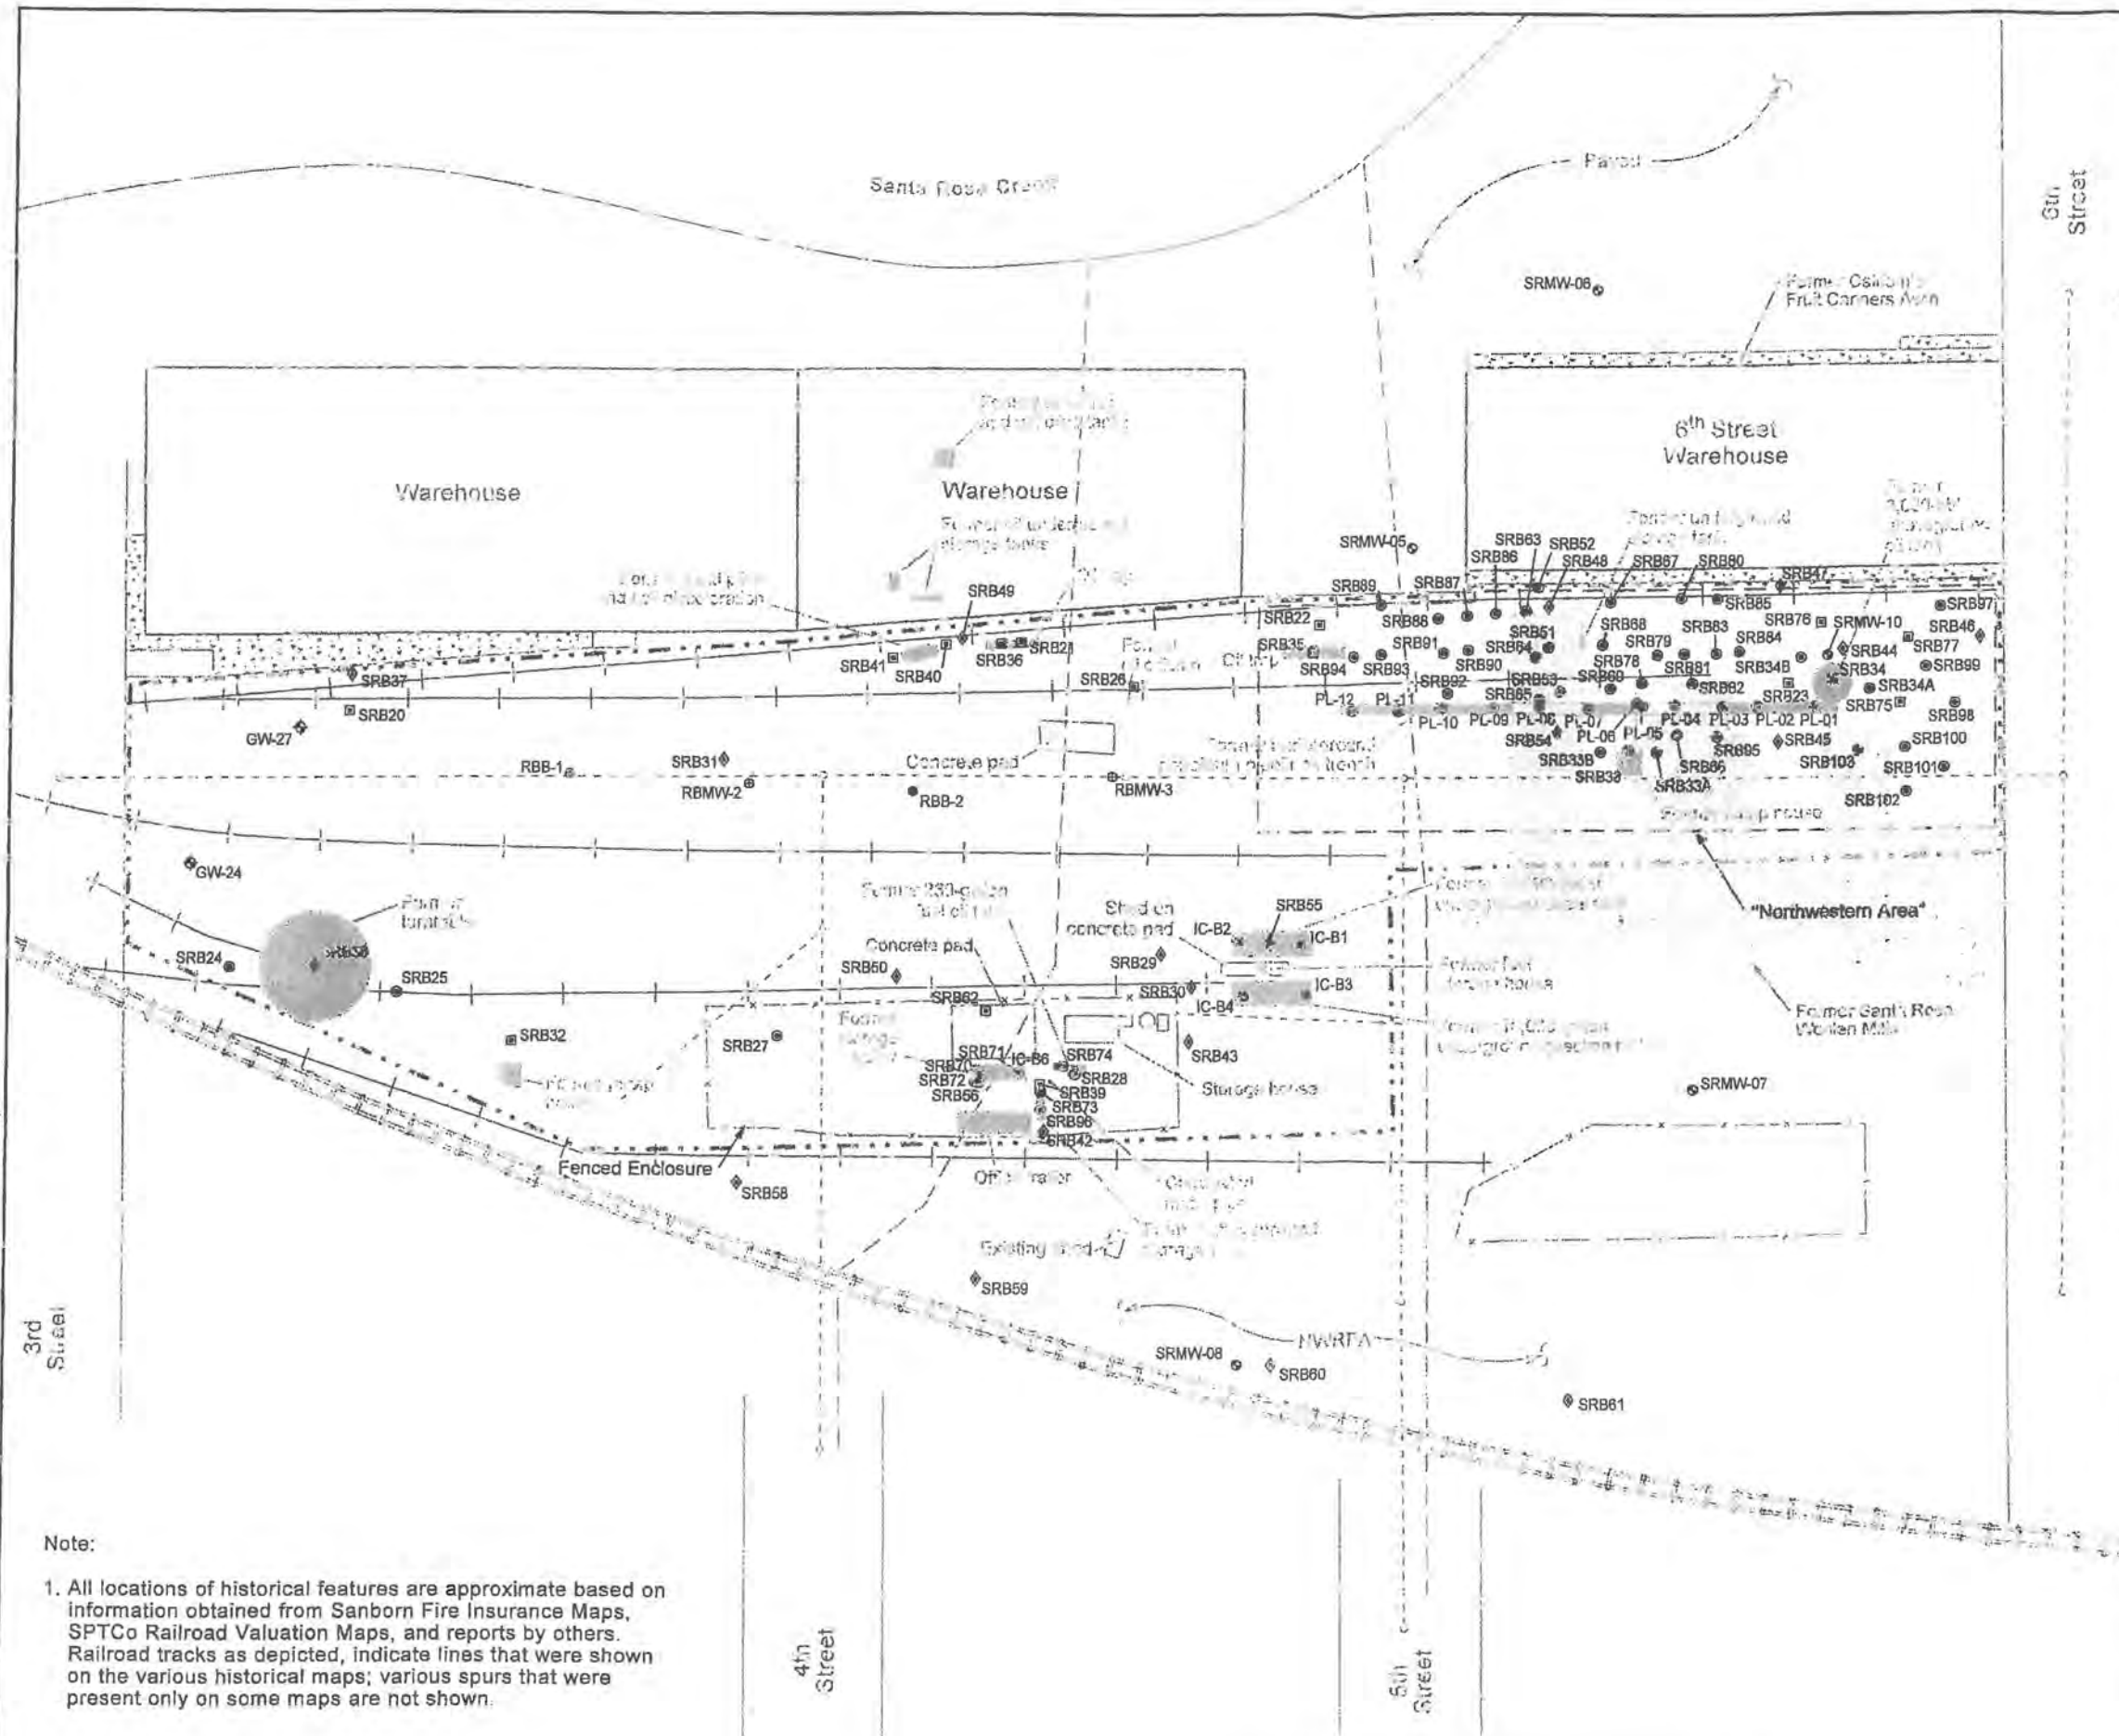 Santa Rosa Creek
Paved
6th
Street
SRMW-06
Former California
Fruit Canners Assn
6th Street
Warehouse
Warehouse
Warehouse
Former
storage tanks
SRB49
SRMW-05
SRB63
SRB52
SRB86
SRB48
SRB67
SRB80
SRB47
SRB89
SRB87
SRB22
SRB88
SRB85
SRB97
SRB76
SRMW-10
SRB46
SRB77
SRB51
SRB68
SRB35
SRB91
SRB64
SRB79
SRB83
SRB84
SRB44
SRB94
SRB93
SRB90
SRB78
SRB81
SRB34B
SRB34
SRB99
SRB41
SRB40
SRB36
SRB21
Former
SRB26
SRB92
SRB53
SRB65
SRB69
SRB82
SRB23
SRB34A
SRB75
SRB98
SRB37
SRB20
GW-27
PL-12
PL-11
PL-10
PL-09
PL-08
PL-07
PL-06
PL-05
PL-04
PL-03
PL-02
PL-01
SRB54
SRB33B
SRB33
SRB33A
SRB66
SRB95
SRB45
SRB103
SRB100
SRB101
SRB102
RBB-1
SRB31
RBMW-2
Concrete pad
RBB-2
RBMW-3
GW-24
Former
turntable
"Northwestern Area"
Former Santa Rosa
Woolen Mills
SRB24
SRB38
SRB25
SRB32
Concrete pad
SRB50
Shed on
concrete pad
SRB29
SRB30
IC-B2
SRB55
IC-B1
IC-B3
IC-B4
SRB62
SRB27
SRB71
IC-B6
SRB74
SRB70
SRB72
SRB56
SRB28
SRB39
SRB73
SRB96
SRB42
SRB43
Storage house
SRMW-07
Fenced Enclosure
SRB58
Office trailer
Existing shed
SRB59
NWRPA
SRMW-08
SRB60
SRB61
3rd
Street
4th
Street
5th
Street
Note:
1. All locations of historical features are approximate based on
information obtained from Sanborn Fire Insurance Maps,
SPTCo Railroad Valuation Maps, and reports by others.
Railroad tracks as depicted, indicate lines that were shown
on the various historical maps; various spurs that were
present only on some maps are not shown.